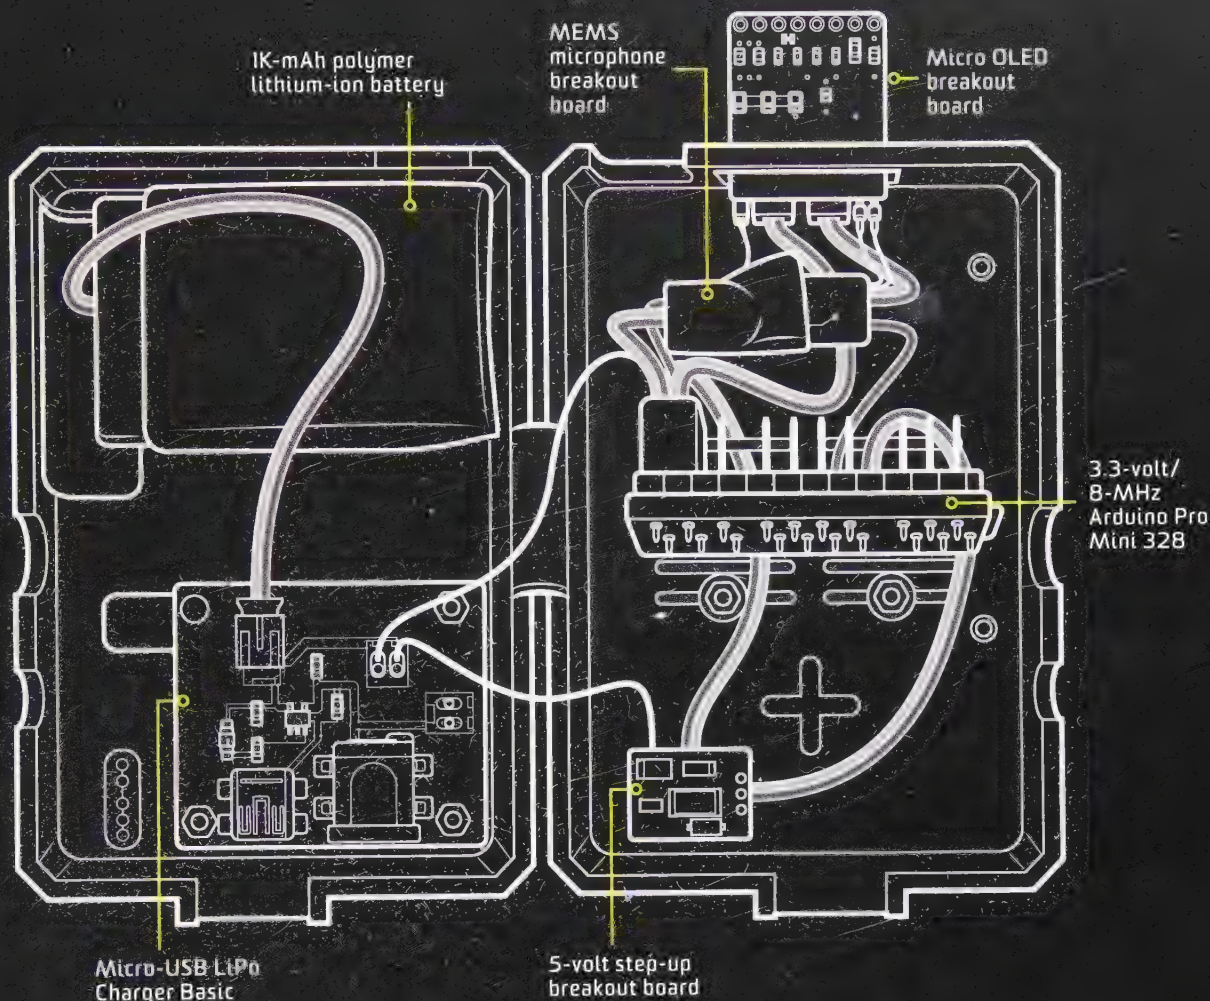 1K-mAh polymer
lithium-ion battery
MEMS
microphone
breakout
board
Micro OLED
breakout
board
3.3-volt/
8-MHz
Arduino Pro
Mini 328
Micro-USB LiPo
Charger Basic
5-volt step-up
breakout board